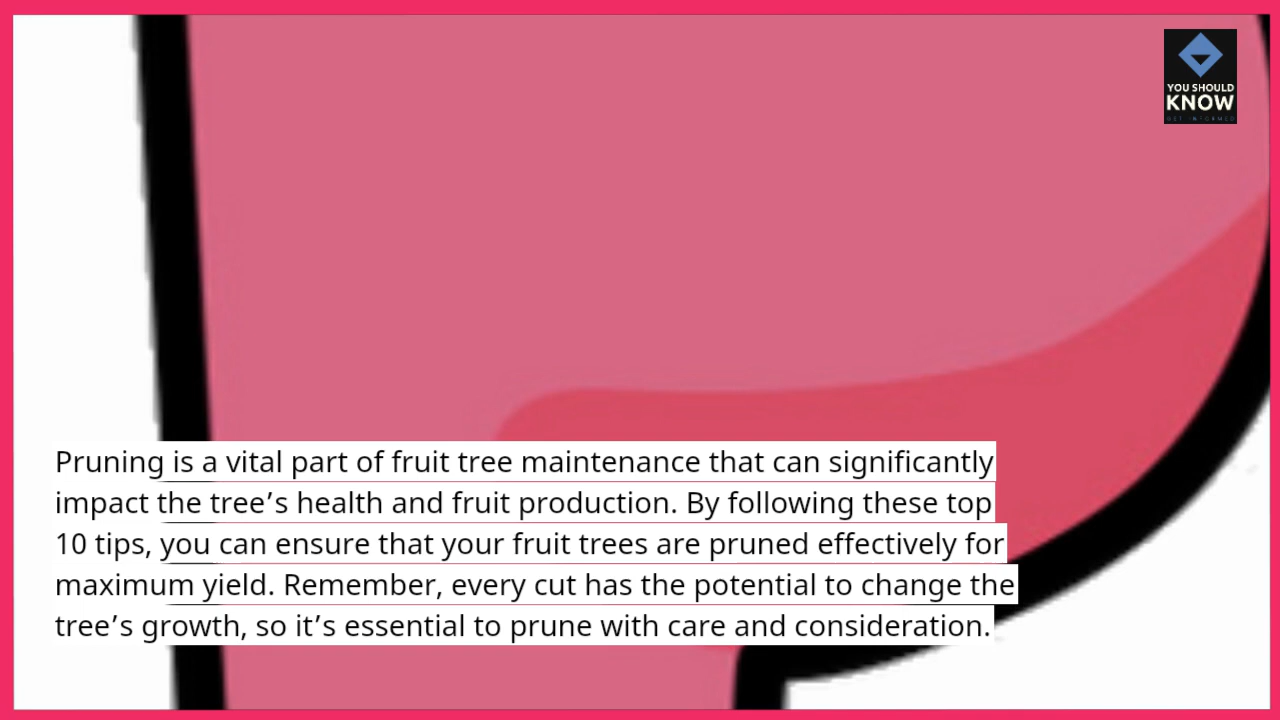 YOU SHOULD
KNOW
GET INFORMED
Pruning is a vital part of fruit tree maintenance that can significantly
impact the tree’s health and fruit production. By following these top
10 tips, you can ensure that your fruit trees are pruned effectively for
maximum yield. Remember, every cut has the potential to change the
tree’s growth, so it’s essential to prune with care and consideration.